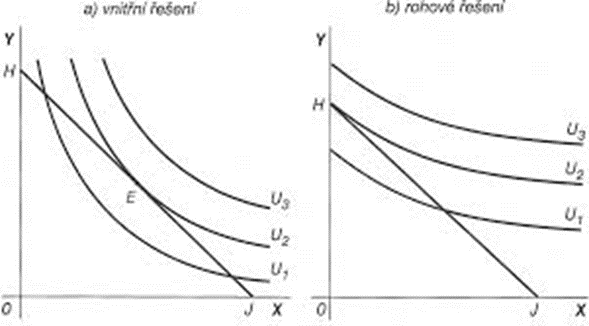 a) vnitřní řešení
Y
H
E
U3
U2
U1
0
J
X
b) rohové řešení
Y
H
U3
U2
U1
0
J
X